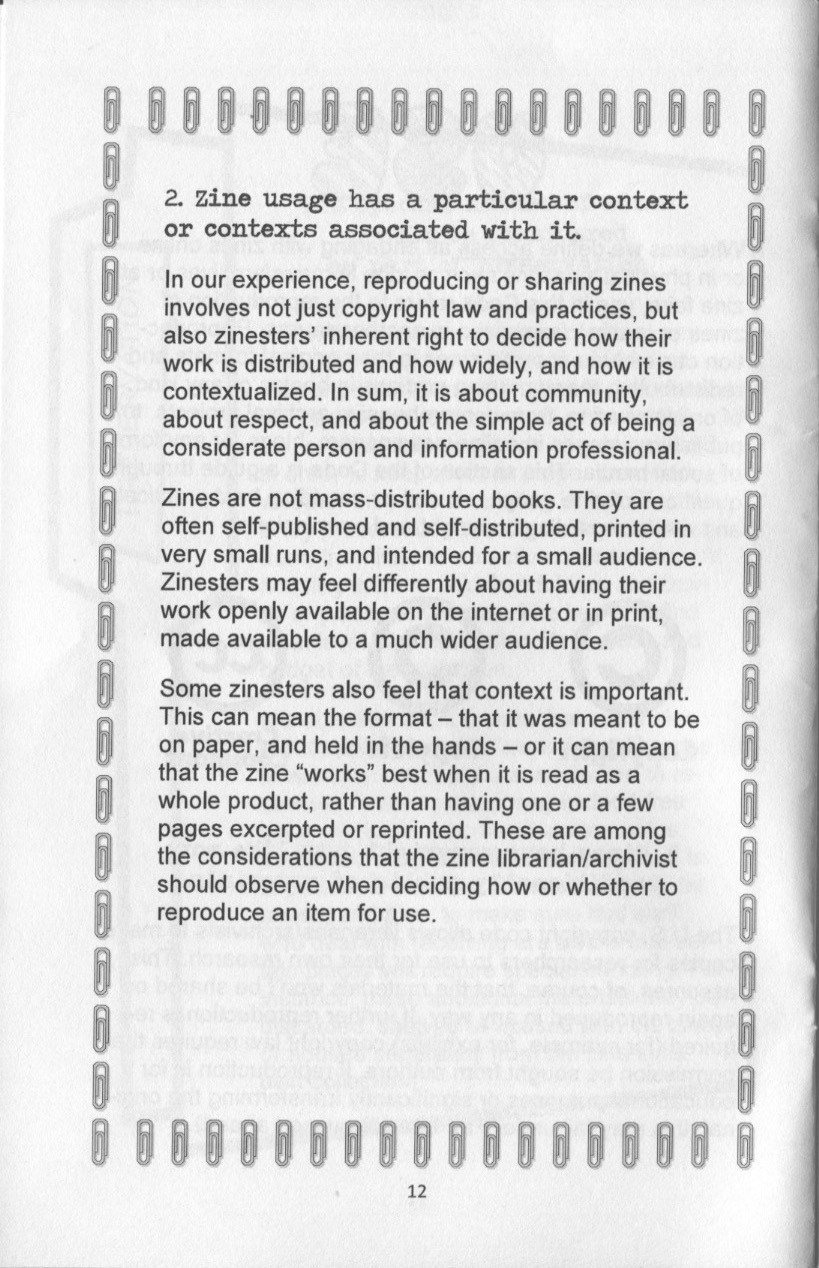 2. Zine usage has a particular context
or contexts associated with it.
In our experience, reproducing or sharing zines
involves not just copyright law and practices, but
also zinesters’ inherent right to decide how their
work is distributed and how widely, and how it is
contextualized. In sum, it is about community,
about respect, and about the simple act of being a
considerate person and information professional.
Zines are not mass-distributed books. They are
often self-published and self-distributed, printed in
very small runs, and intended for a small audience.
Zinesters may feel differently about having their
work openly available on the internet or in print,
made available to a much wider audience.
Some zinesters also feel that context is important.
This can mean the format – that it was meant to be
on paper, and held in the hands – or it can mean
that the zine “works” best when it is read as a
whole product, rather than having one or a few
pages excerpted or reprinted. These are among
the considerations that the zine librarian/archivist
should observe when deciding how or whether to
reproduce an item for use.
12